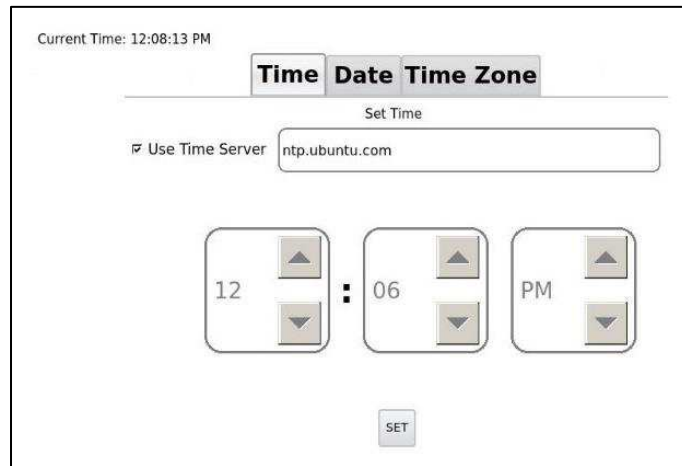 Current Time: 12:08:13 PM
Time Date Time Zone
Set Time
Use Time Server ntp.ubuntu.com
12 : 06 PM
SET